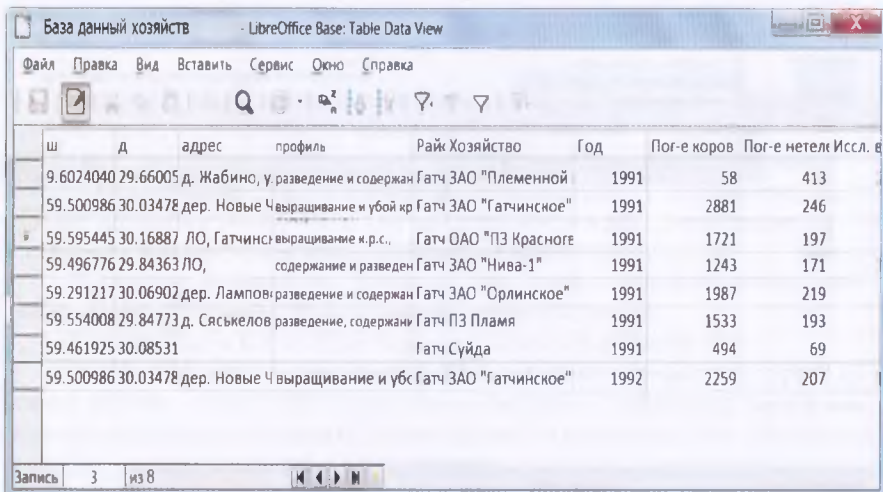 База данный хозяйств - LibreOffice Base: Table Data View
Файл Правка Вид Вставить Сервис Окно Справка
ш д адрес профиль Райк Хозяйство Год Пог-е коров Пог-е нетеле Иссл. в
9.6024040 29.66005 д. Жабино, у. разведение и содержан Гатч ЗАО "Племенной 1991 58 413
59.500986 30.03478 дер. Новые Ч выращивание и убой кр Гатч ЗАО "Гатчинское" 1991 2881 246
59.595445 30.16887 ЛО, Гатчинс выращивание к.р.с., Гатч ОАО "ПЗ Красноге 1991 1721 197
59.496776 29.84363 ЛО, содержание и разведен Гатч ЗАО "Нива-1" 1991 1243 171
59.291217 30.06902 дер. Лампов разведение и содержан Гатч ЗАО "Орлинское" 1991 1987 219
59.554008 29.84773 д. Сяськелов разведение, содержани Гатч ПЗ Пламя 1991 1533 193
59.461925 30.08531 Гатч Суйда 1991 494 69
59.500986 30.03478 дер. Новые Ч выращивание и убс Гатч ЗАО "Гатчинское" 1992 2259 207
Запись 3 из 8